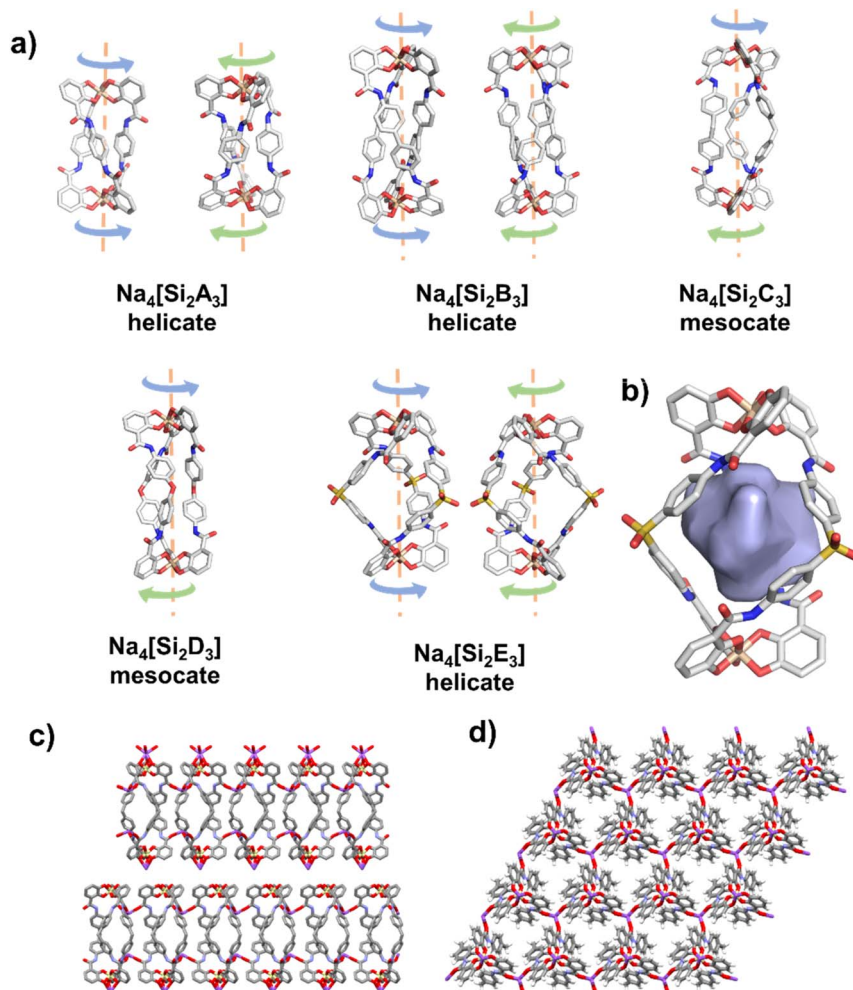 a)
Na₄[Si₂A₃]
helicate
Na₄[Si₂B₃]
helicate
Na₄[Si₂C₃]
mesocate
b)
Na₄[Si₂D₃]
mesocate
Na₄[Si₂E₃]
helicate
c)
d)